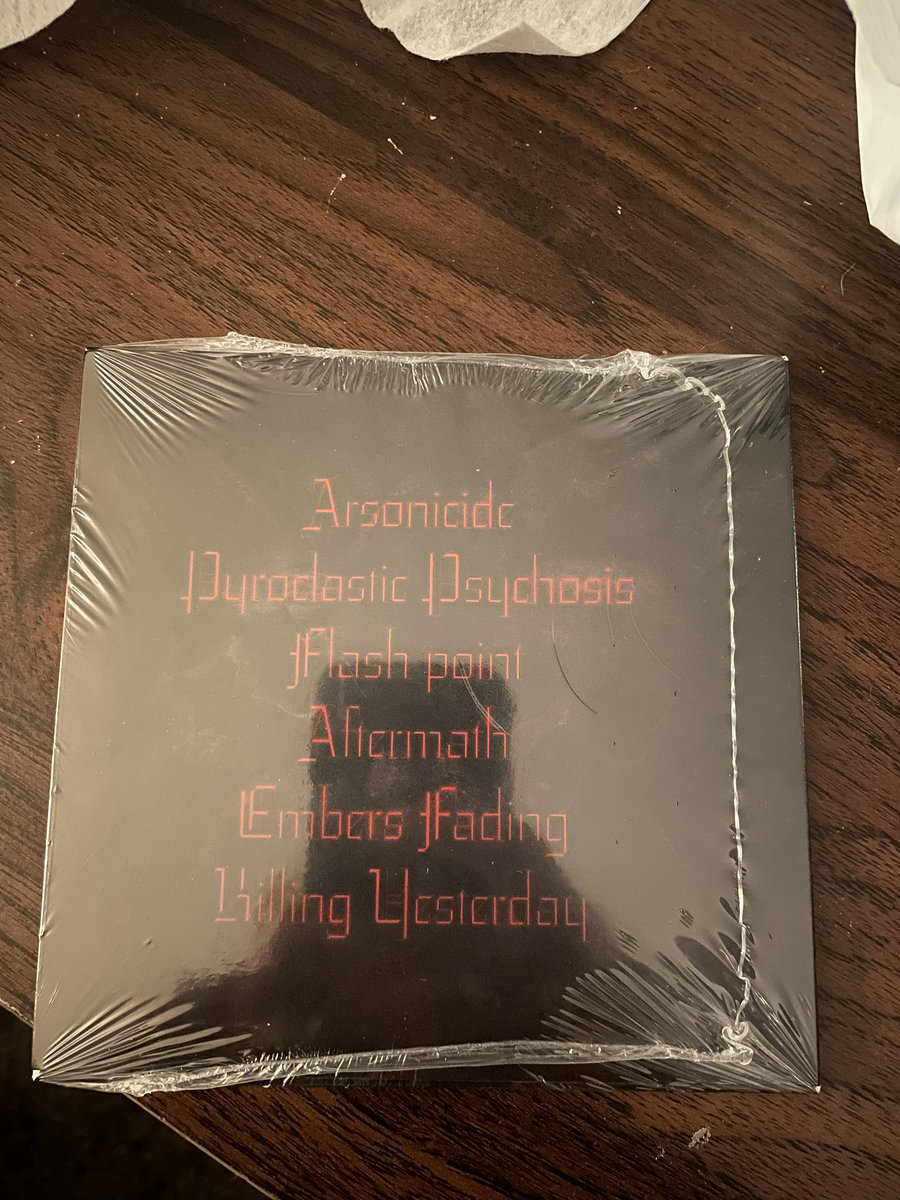 Arsonicide
Pyroclastic Psychosis
Flash point
Aftermath
Embers Fading
Killing Yesterday